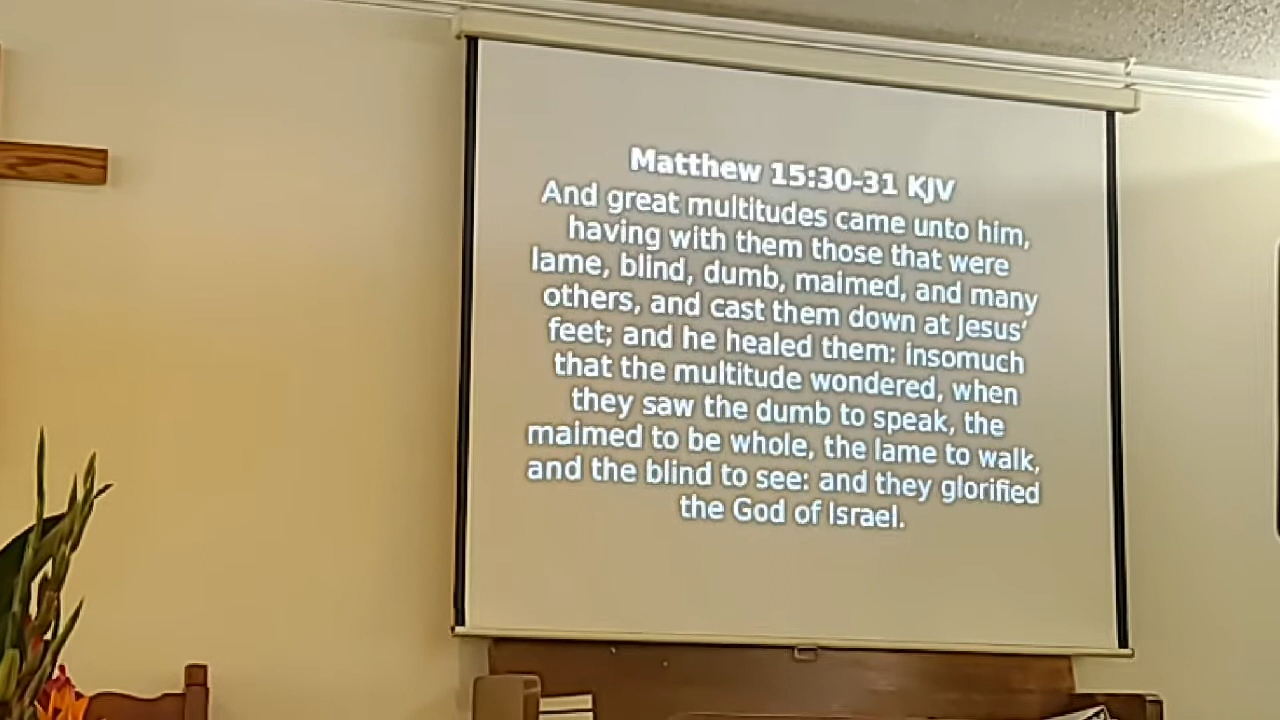 Matthew 15:30-31 KJV
And great multitudes came unto him,
having with them those that were
lame, blind, dumb, maimed, and many
others, and cast them down at Jesus’
feet; and he healed them: insomuch
that the multitude wondered, when
they saw the dumb to speak, the
maimed to be whole, the lame to walk,
and the blind to see: and they glorified
the God of Israel.